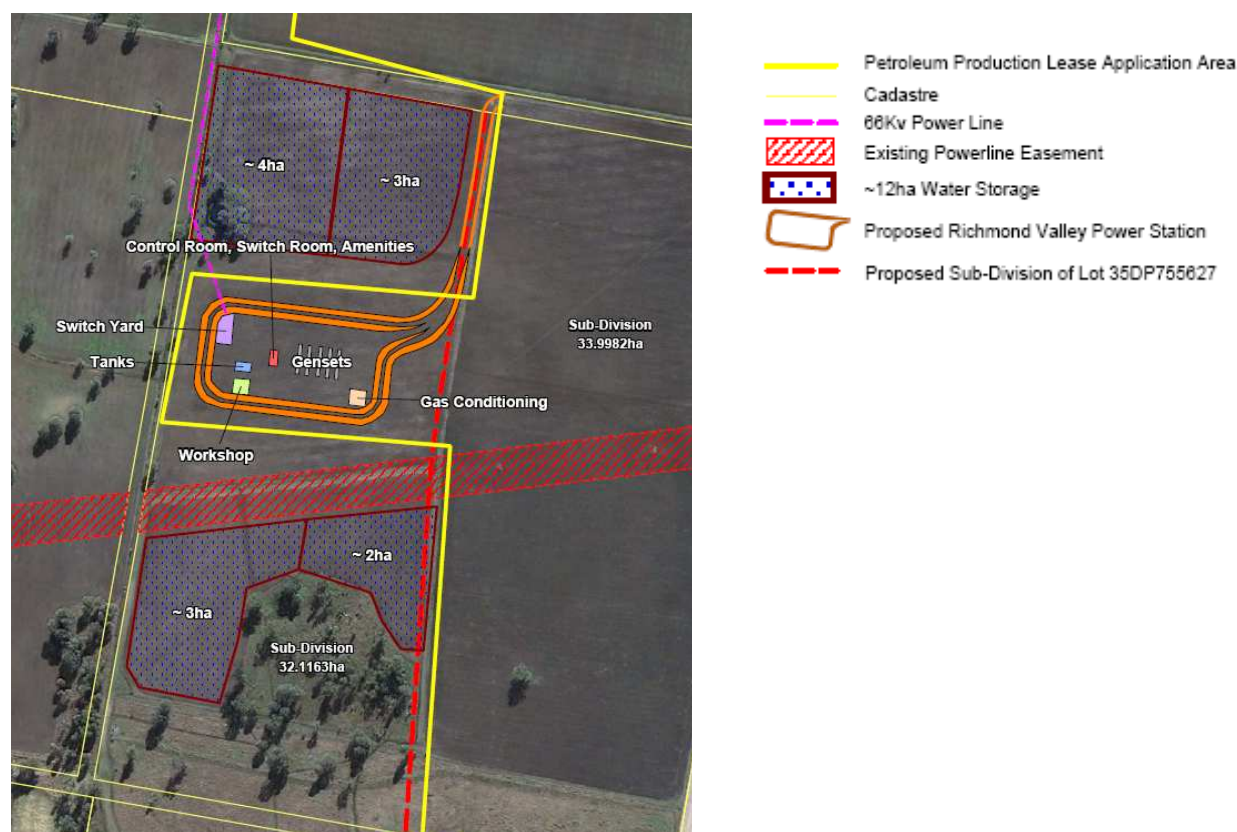 ~ 4ha
~ 3ha
Control Room, Switch Room, Amenities
Switch Yard
Sub-Division
33.9982ha
Tanks
Gensets
Gas Conditioning
Workshop
~ 2ha
~ 3ha
Sub-Division
32.1163ha
Petroleum Production Lease Application Area
Cadastre
66Kv Power Line
Existing Powerline Easement
~12ha Water Storage
Proposed Richmond Valley Power Station
Proposed Sub-Division of Lot 35DP755627